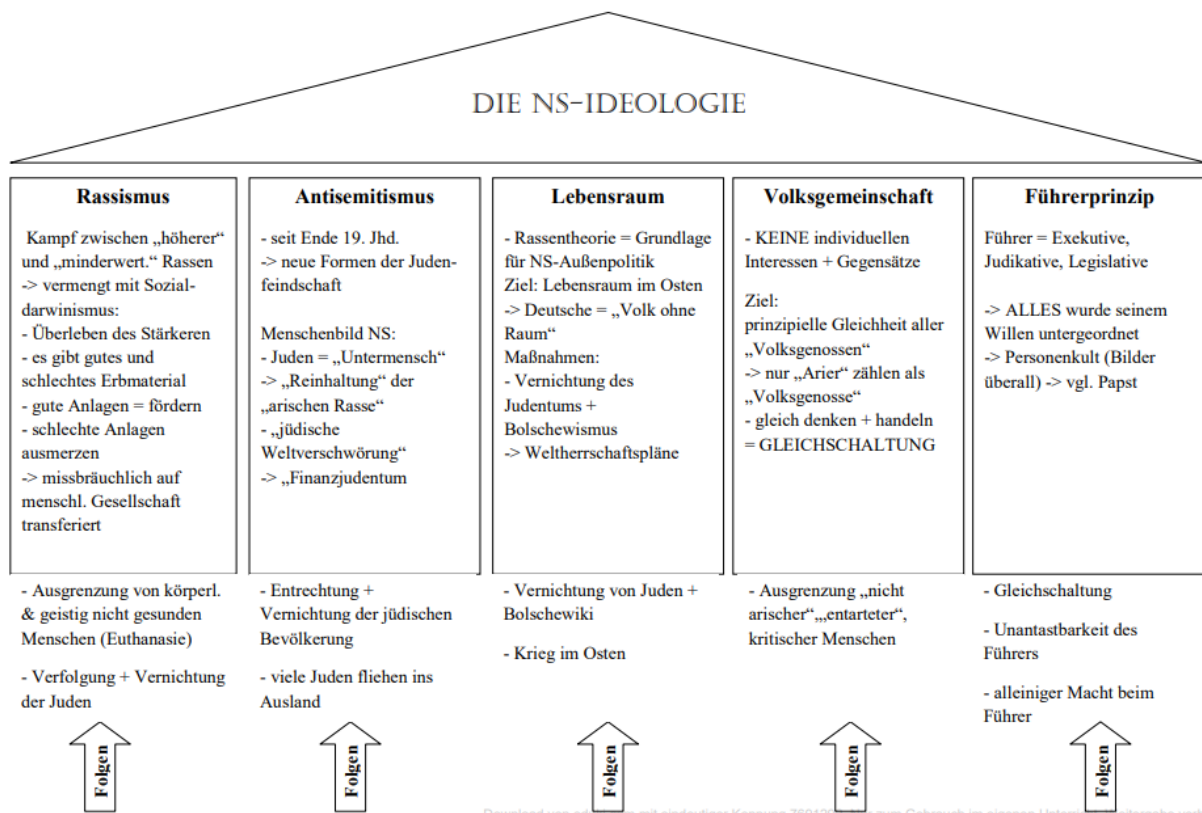 DIE NS-IDEOLOGIE
Rassismus
Kampf zwischen „höherer“
und „minderwert.“ Rassen
-> vermengt mit Sozial-
darwinismus:
- Überleben des Stärkeren
- es gibt gutes und
schlechtes Erbmaterial
- gute Anlagen = fördern
- schlechte Anlagen
ausmerzen
-> missbräuchlich auf
menschl. Gesellschaft
transferiert
- Ausgrenzung von körperl.
& geistig nicht gesunden
Menschen (Euthanasie)
- Verfolgung + Vernichtung
der Juden
Folgen
Antisemitismus
- seit Ende 19. Jhd.
-> neue Formen der Juden-
feindschaft
Menschenbild NS:
- Juden = „Untermensch“
-> „Reinhaltung“ der
„arischen Rasse“
- „jüdische
Weltverschwörung“
-> „Finanzjudentum
- Entrechtung +
Vernichtung der jüdischen
Bevölkerung
- viele Juden fliehen ins
Ausland
Folgen
Lebensraum
- Rassentheorie = Grundlage
für NS-Außenpolitik
Ziel: Lebensraum im Osten
-> Deutsche = „Volk ohne
Raum“
Maßnahmen:
- Vernichtung des
Judentums +
Bolschewismus
-> Weltherrschaftspläne
- Vernichtung von Juden +
Bolschewiki
- Krieg im Osten
Folgen
Volksgemeinschaft
- KEINE individuellen
Interessen + Gegensätze
Ziel:
prinzipielle Gleichheit aller
„Volksgenossen“
-> nur „Arier“ zählen als
„Volksgenosse“
- gleich denken + handeln
= GLEICHSCHALTUNG
- Ausgrenzung „nicht
arischer“„entarteter“,
kritischer Menschen
Folgen
Führerprinzip
Führer = Exekutive,
Judikative, Legislative
-> ALLES wurde seinem
Willen untergeordnet
-> Personenkult (Bilder
überall) -> vgl. Papst
- Gleichschaltung
- Unantastbarkeit des
Führers
- alleiniger Macht beim
Führer
Folgen